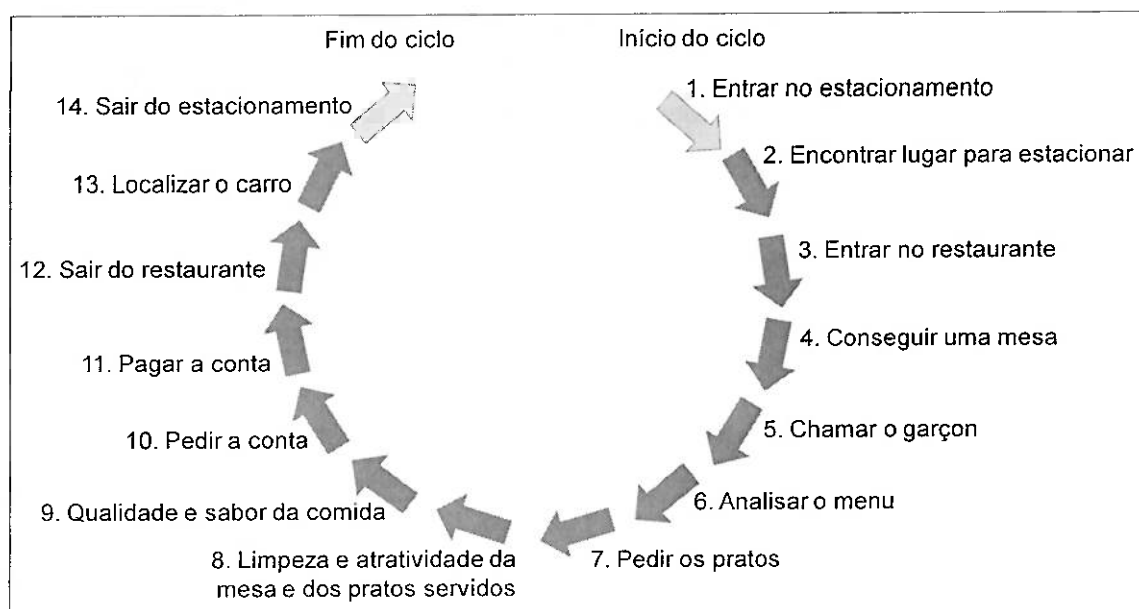 Fim do ciclo
Início do ciclo
1. Entrar no estacionamento
2. Encontrar lugar para estacionar
3. Entrar no restaurante
4. Conseguir uma mesa
5. Chamar o garçon
6. Analisar o menu
7. Pedir os pratos
8. Limpeza e atratividade da
mesa e dos pratos servidos
9. Qualidade e sabor da comida
10. Pedir a conta
11. Pagar a conta
12. Sair do restaurante
13. Localizar o carro
14. Sair do estacionamento